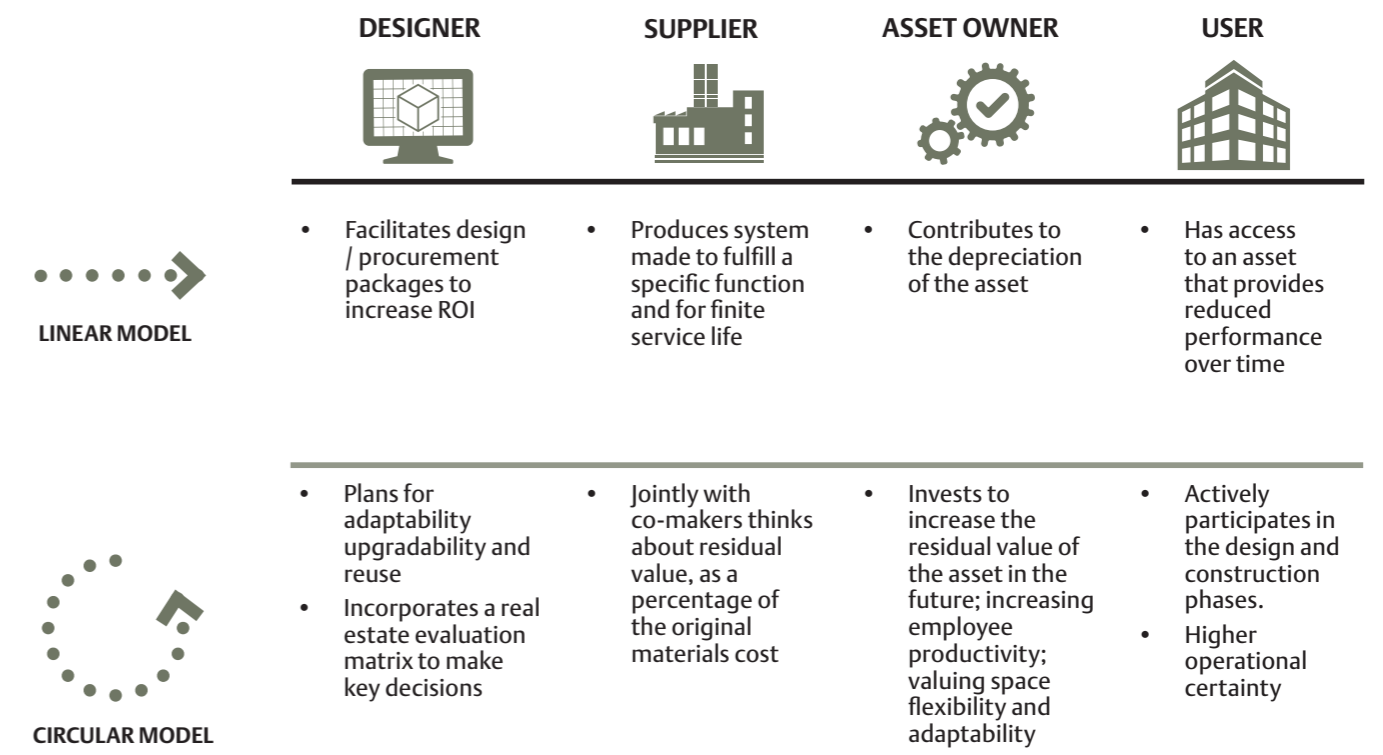 DESIGNER
SUPPLIER
ASSET OWNER
USER
LINEAR MODEL
• Facilitates design
/ procurement
packages to
increase ROI
• Produces system
made to fulfill a
specific function
and for finite
service life
• Contributes to
the depreciation
of the asset
• Has access
to an asset
that provides
reduced
performance
over time
CIRCULAR MODEL
• Plans for
adaptability
upgradability and
reuse
• Incorporates a real
estate evaluation
matrix to make
key decisions
• Jointly with
co-makers thinks
about residual
value, as a
percentage of
the original
materials cost
• Invests to
increase the
residual value of
the asset in the
future; increasing
employee
productivity;
valuing space
flexibility and
adaptability
• Actively
participates in
the design and
construction
phases.
• Higher
operational
certainty